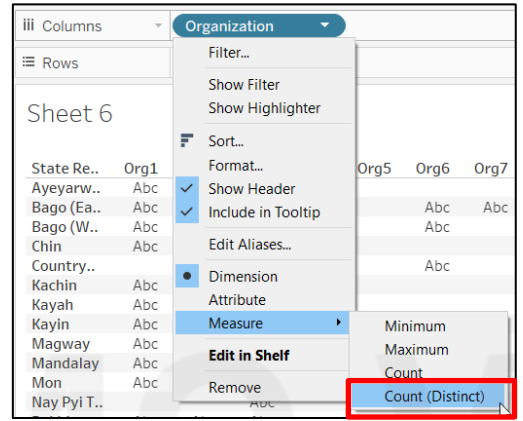 iii Columns Organization
Rows
Filter...
Show Filter
Show Highlighter
Sheet 6
Sort...
Format...
Show Header
Include in Tooltip
Edit Aliases...
Dimension
Attribute
Measure
Edit in Shelf
Remove
State Re.. Org1 Org5 Org6 Org7
Ayeyarw.. Abc
Bago (Ea.. Abc Abc Abc
Bago (W.. Abc Abc
Chin Abc
Country.. Abc
Kachin Abc
Kayah Abc
Kayin Abc
Magway Abc
Mandalay Abc
Mon Abc
Nay Pyi T..
Minimum
Maximum
Count
Count (Distinct)